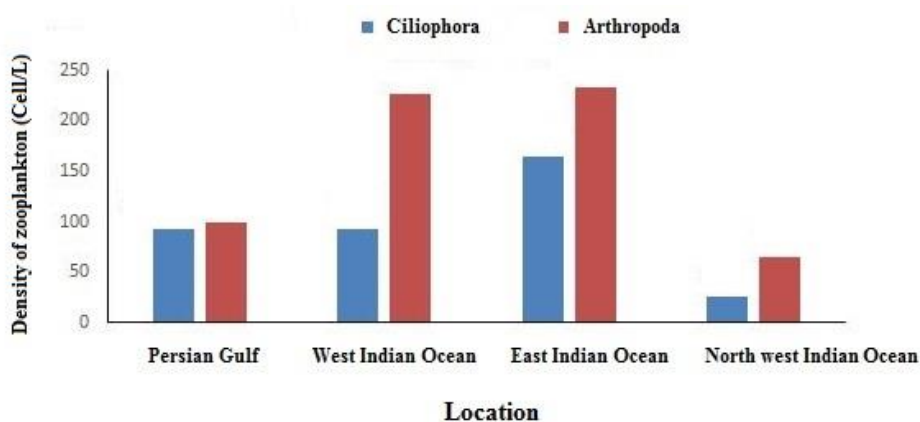 Ciliophora Arthropoda
Density of zooplankton (Cell/L)
250
200
150
100
50
0
Persian Gulf West Indian Ocean East Indian Ocean North west Indian Ocean
Location